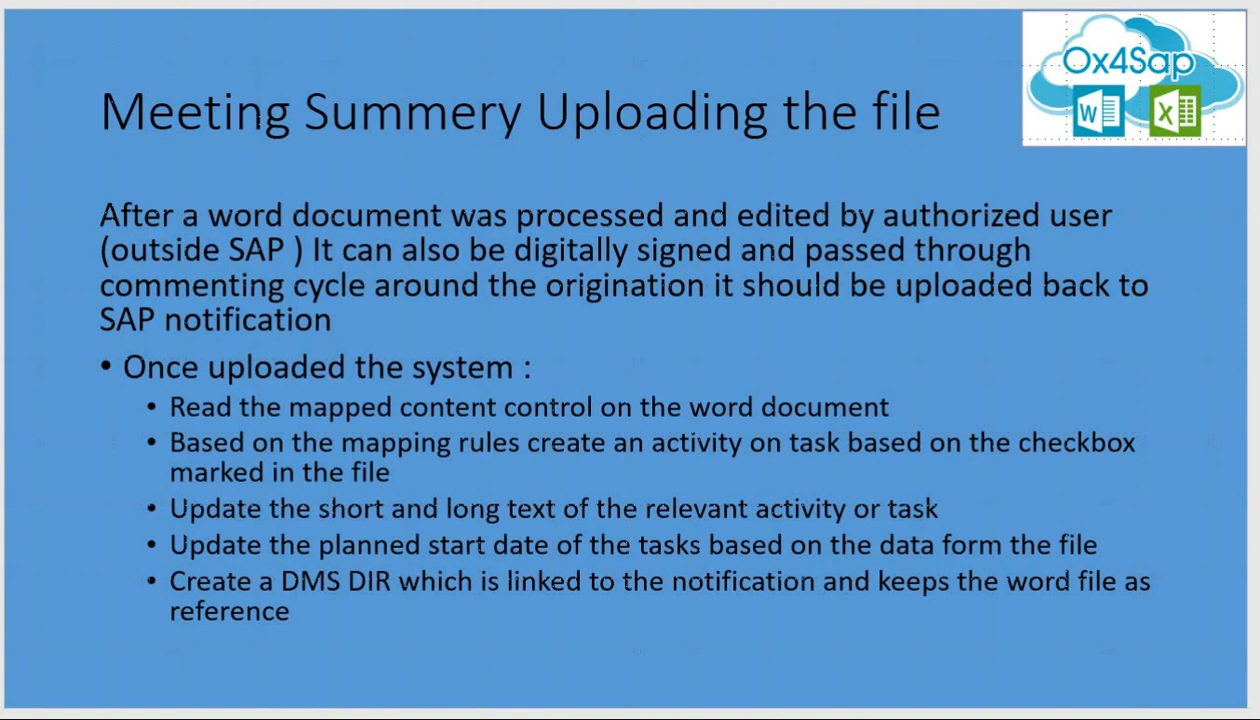 Ox4Sap
W X
Meeting Summery Uploading the file
After a word document was processed and edited by authorized user
(outside SAP ) It can also be digitally signed and passed through
commenting cycle around the origination it should be uploaded back to
SAP notification
• Once uploaded the system :
• Read the mapped content control on the word document
• Based on the mapping rules create an activity on task based on the checkbox
marked in the file
• Update the short and long text of the relevant activity or task
• Update the planned start date of the tasks based on the data form the file
• Create a DMS DIR which is linked to the notification and keeps the word file as
reference